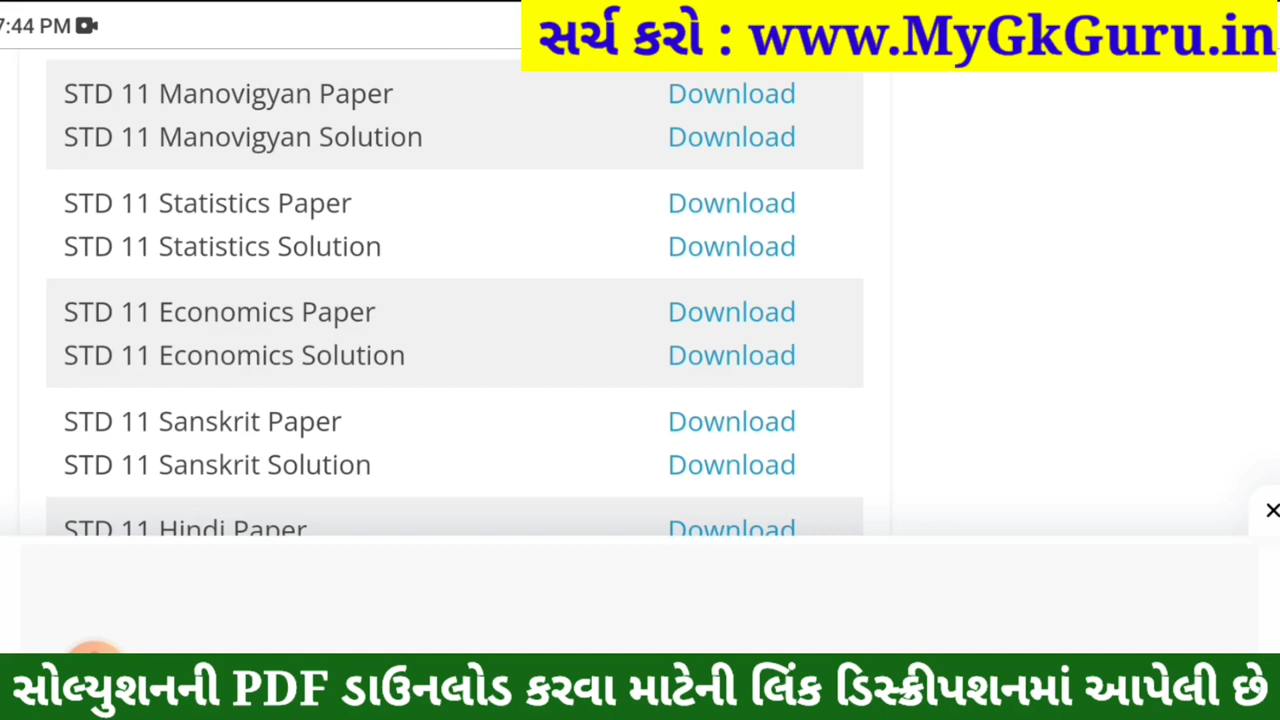 7:44 PM
સર્ચ કરો : www.MyGkGuru.in
STD 11 Manovigyan Paper Download
STD 11 Manovigyan Solution Download
STD 11 Statistics Paper Download
STD 11 Statistics Solution Download
STD 11 Economics Paper Download
STD 11 Economics Solution Download
STD 11 Sanskrit Paper Download
STD 11 Sanskrit Solution Download
STD 11 Hindi Paper Download
સોલ્યુશનની PDF ડાઉનલોડ કરવા માટેની લિંક ડિસ્ક્રીપશનમાં આપેલી છે